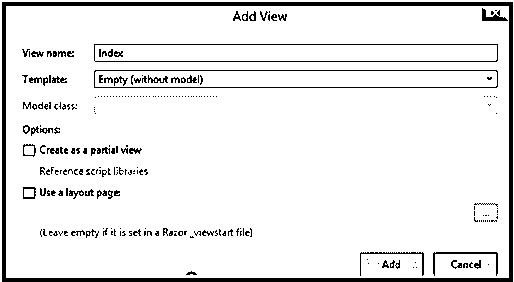 Add View
View name: Index
Template: Empty (without model)
Model class:
Options:
Create as a partial view
Reference script libraries
Use a layout page:
...
(Leave empty if it is set in a Razor _viewstart file)
Add Cancel